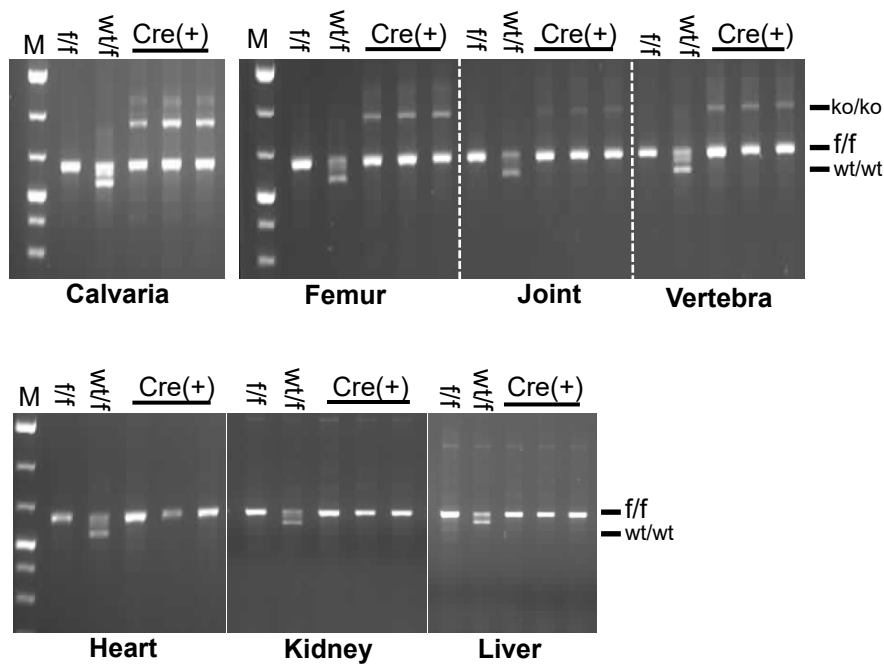 M f/f wt/f Cre(+)
M f/f wt/f Cre(+) f/f wt/f Cre(+) f/f wt/f Cre(+)
ko/ko
f/f
wt/wt
Calvaria Femur Joint Vertebra
M f/f wt/f Cre(+) f/f wt/f Cre(+) f/f wt/f Cre(+)
f/f
wt/wt
Heart Kidney Liver